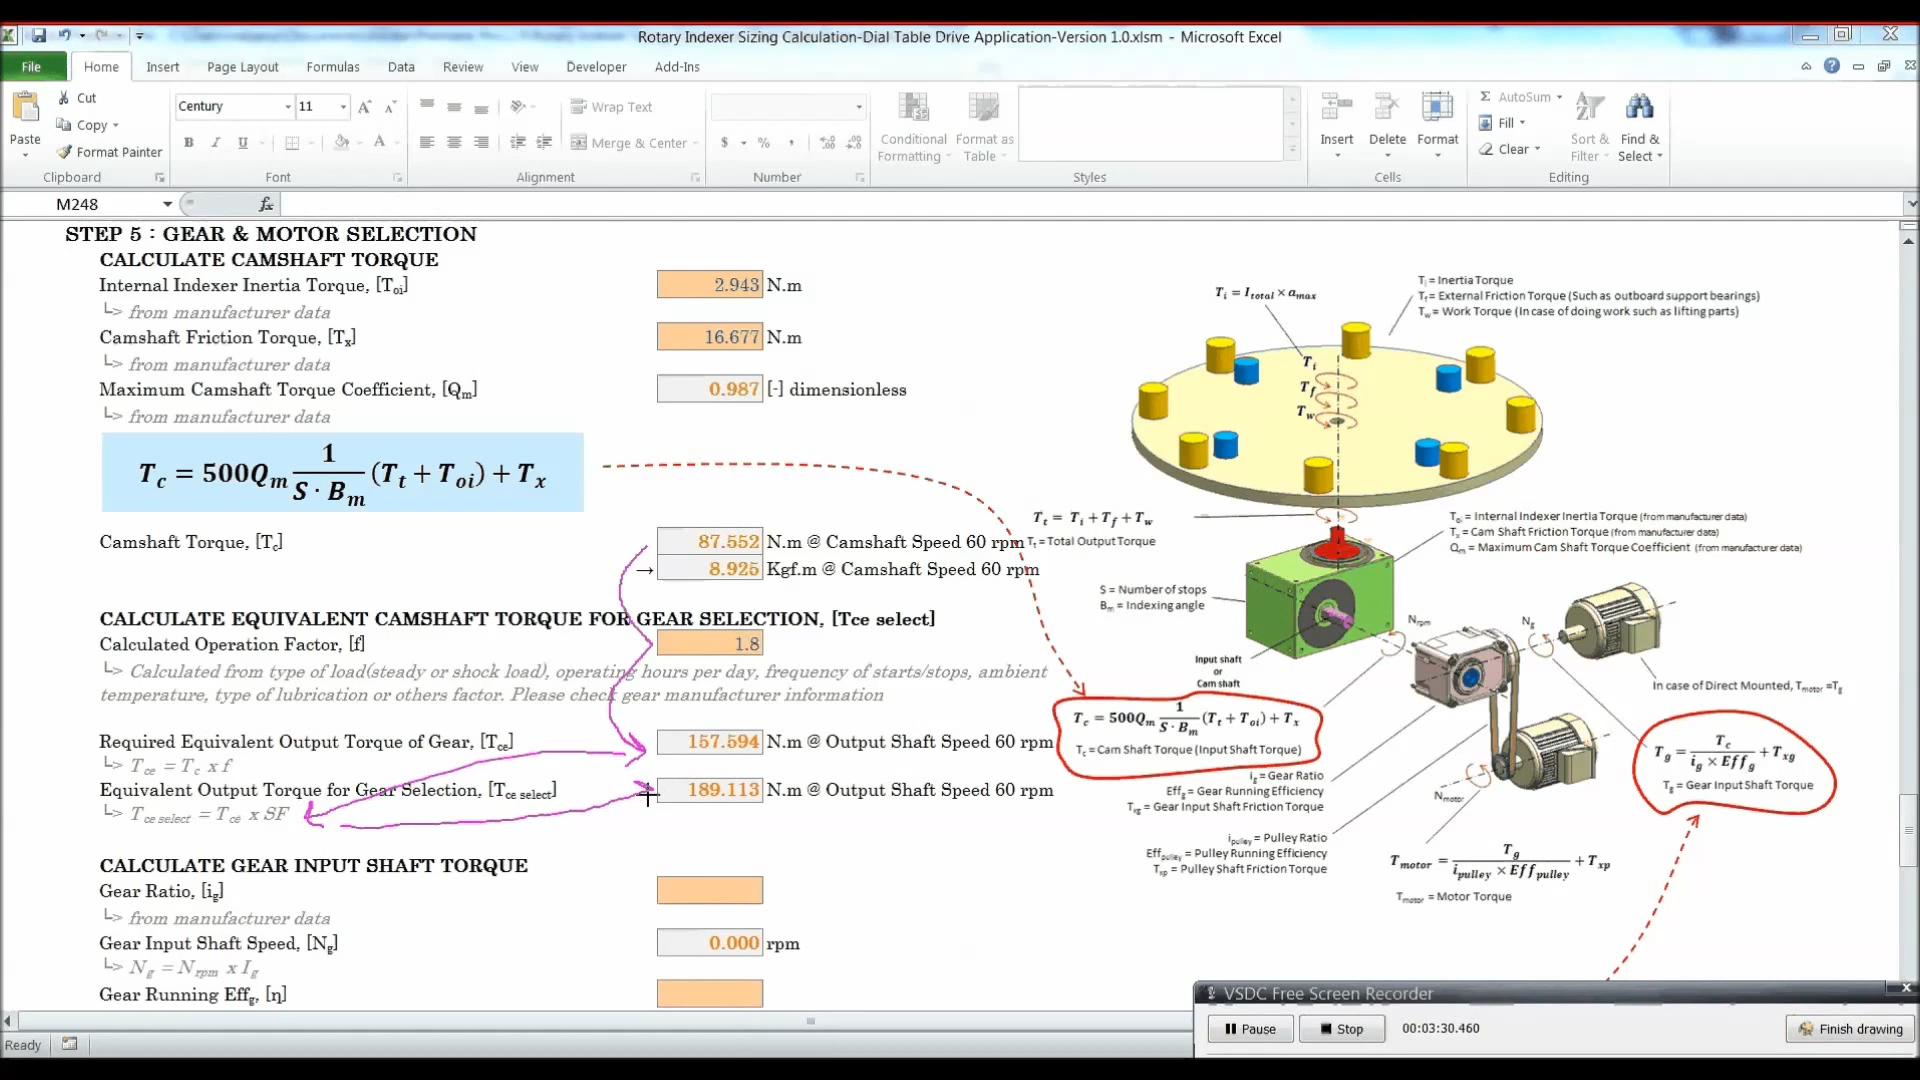 Rotary Indexer Sizing Calculation-Dial Table Drive Application-Version 1.0.xlsm - Microsoft Excel
File Home Insert Page Layout Formulas Data Review View Developer Add-Ins
Paste
Cut
Copy
Format Painter
Clipboard
Century 11
B I U
Font
Wrap Text
Merge & Center
Alignment
$ % ,
Number
Conditional Formatting
Format as Table
Styles
Insert Delete Format
Cells
Σ AutoSum
Fill
Clear
Sort & Filter
Find & Select
Editing
M248
fx
STEP 5 : GEAR & MOTOR SELECTION
CALCULATE CAMSHAFT TORQUE
Internal Indexer Inertia Torque, [Toi] 2.943 N.m
from manufacturer data
Camshaft Friction Torque, [Tx] 16.677 N.m
from manufacturer data
Maximum Camshaft Torque Coefficient, [Qm] 0.987 [-] dimensionless
from manufacturer data
Tc = 500Qm 1/(S · Bm) (Tt + Toi) + Tx
Camshaft Torque, [Tc] 87.552 N.m @ Camshaft Speed 60 rpm
→ 8.925 Kgf.m @ Camshaft Speed 60 rpm
CALCULATE EQUIVALENT CAMSHAFT TORQUE FOR GEAR SELECTION, [Tce select]
Calculated Operation Factor, [f] 1.8
Calculated from type of load(steady or shock load), operating hours per day, frequency of starts/stops, ambient
temperature, type of lubrication or others factor. Please check gear manufacturer information
Required Equivalent Output Torque of Gear, [Tce] 157.594 N.m @ Output Shaft Speed 60 rpm
Tce = Tc x f
Equivalent Output Torque for Gear Selection, [Tce select] 189.113 N.m @ Output Shaft Speed 60 rpm
Tce select = Tce x SF
CALCULATE GEAR INPUT SHAFT TORQUE
Gear Ratio, [ig]
from manufacturer data
Gear Input Shaft Speed, [Ng] 0.000 rpm
Ng = Nrpm x Ig
Gear Running Effg, [η]
Ti = Itotal × amax
Ti = Inertia Torque
Tf = External Friction Torque (Such as outboard support bearings)
Tw = Work Torque (In case of doing work such as lifting parts)
Ti
Tf
Tw
Tt = Ti + Tf + Tw
Tt = Total Output Torque
Toi = Internal Indexer Inertia Torque (from manufacturer data)
Tx = Cam Shaft Friction Torque (from manufacturer data)
Qm = Maximum Cam Shaft Torque Coefficient (from manufacturer data)
S = Number of stops
Bm = Indexing angle
Nrpm
Ng
Input shaft
or
Cam shaft
In case of Direct Mounted, Tmotor =Tg
Tc = 500Qm 1/(S · Bm) (Tt + Toi) + Tx
Tc = Cam Shaft Torque (Input Shaft Torque)
Tg = Tc/(ig × Effg) + Txg
Tg = Gear Input Shaft Torque
ig = Gear Ratio
Effg = Gear Running Efficiency
Txg = Gear Input Shaft Friction Torque
Nmotor
ipulley = Pulley Ratio
Effpulley = Pulley Running Efficiency
Txp = Pulley Shaft Friction Torque
Tmotor = Tg/(ipulley × Effpulley) + Txp
Tmotor = Motor Torque
VSDC Free Screen Recorder
Pause Stop 00:03:30.460 Finish drawing
Ready